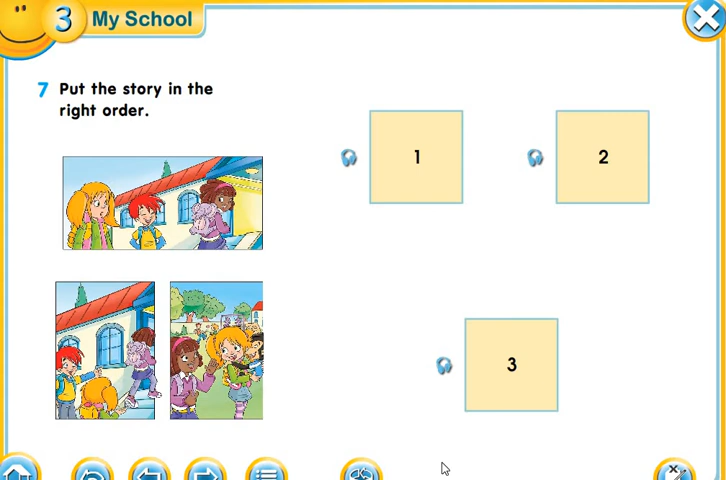 3 My School
7 Put the story in the
right order.
1
2
3